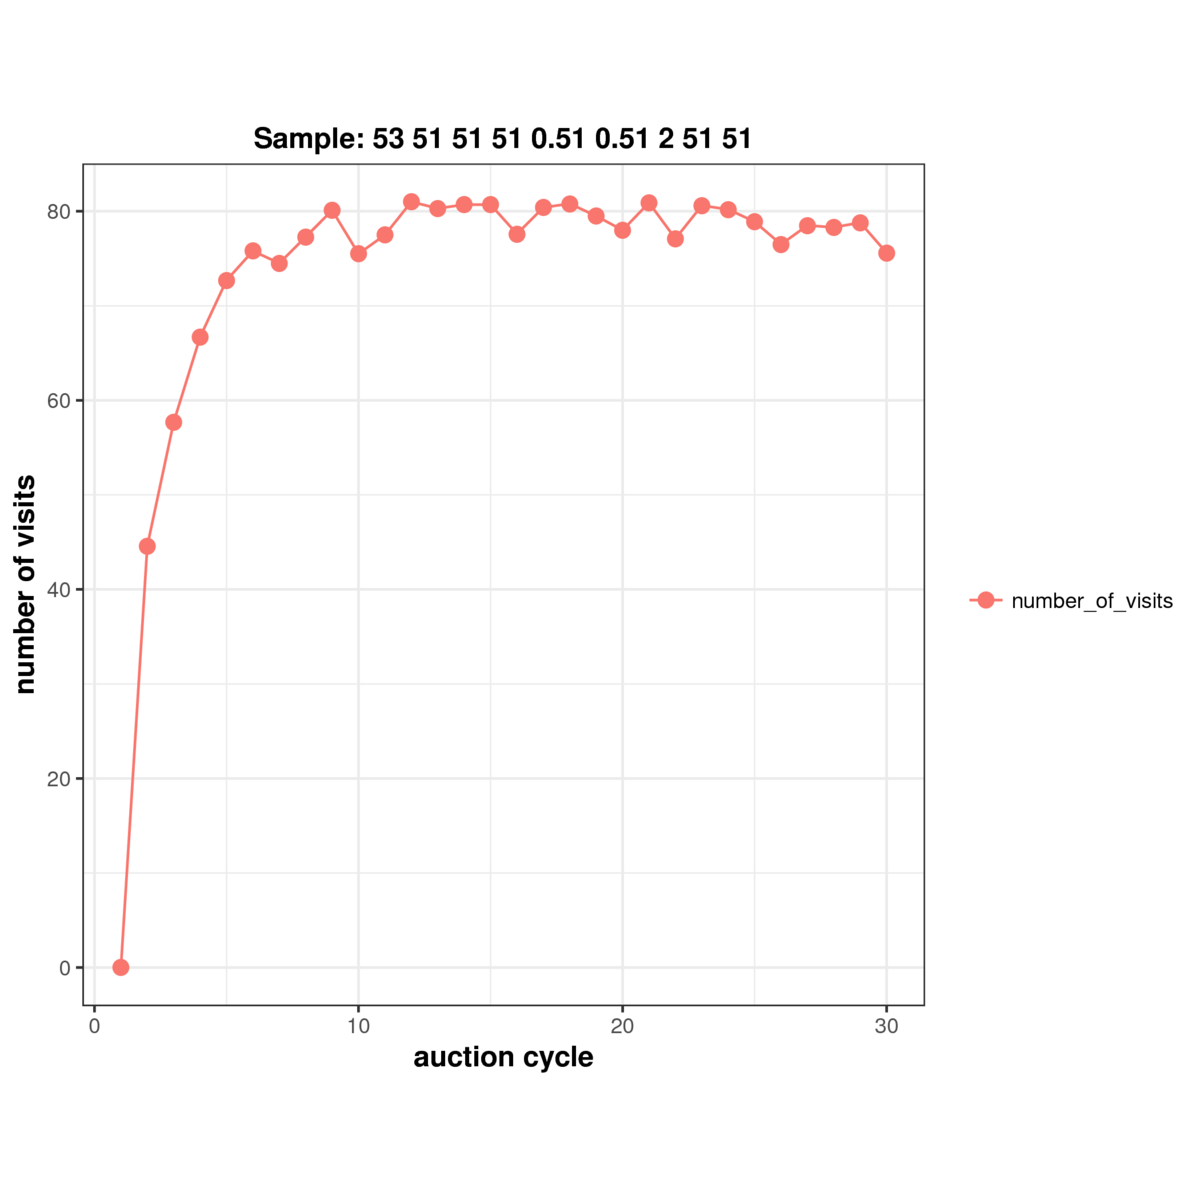 Sample: 53 51 51 51 0.51 0.51 2 51 51
80
60
40
20
0
number of visits
0 10 20 30
auction cycle
number_of_visits